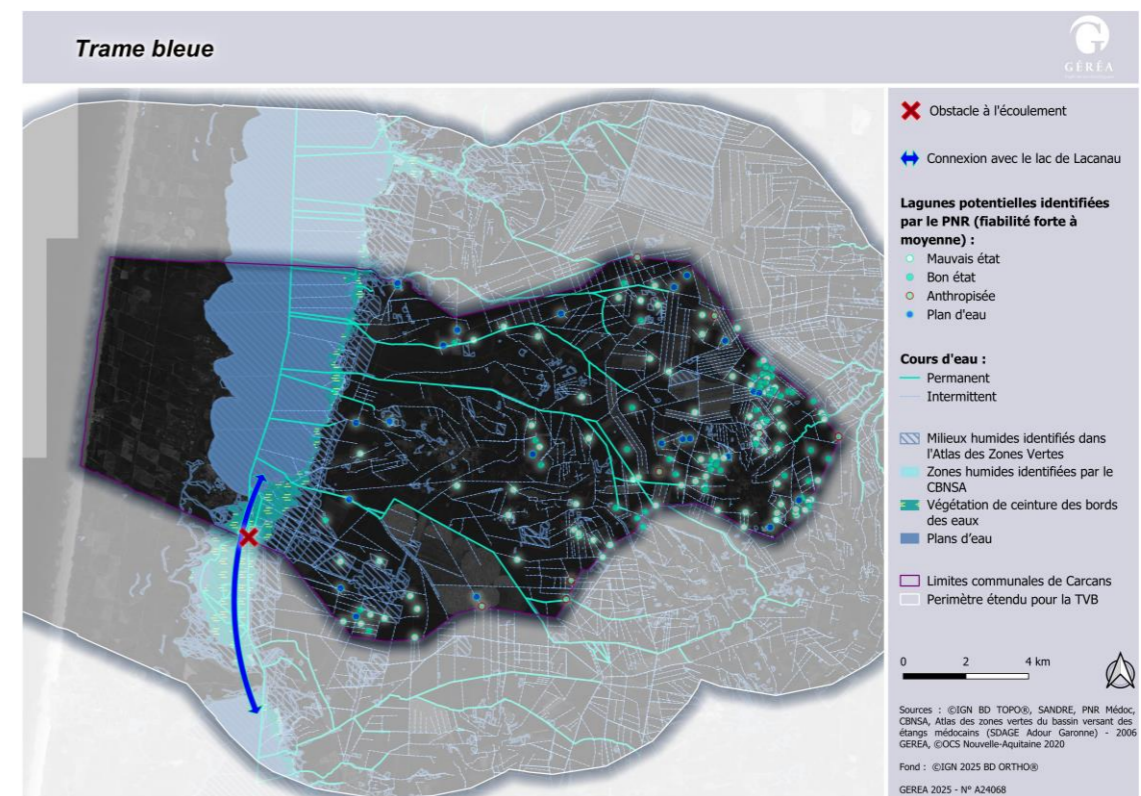 Trame bleue
GÉRÉA
Obstacle à l'écoulement
Connexion avec le lac de Lacanau
Lagunes potentielles identifiées
par le PNR (fiabilité forte à
moyenne) :
Mauvais état
Bon état
Anthropisée
Plan d'eau
Cours d'eau :
Permanent
Intermittent
Milieux humides identifiés dans
l'Atlas des Zones Vertes
Zones humides identifiées par le
CBNSA
Végétation de ceinture des bords
des eaux
Plans d’eau
Limites communales de Carcans
Perimètre étendu pour la TVB
0 2 4 km
Sources : ©IGN BD TOPO®, SANDRE, PNR Médoc,
CBNSA, Atlas des zones vertes du bassin versant des
étangs médocains (SDAGE Adour Garonne) - 2006
GEREA, ©OCS Nouvelle-Aquitaine 2020
Fond : ©IGN 2025 BD ORTHO®
GEREA 2025 - N° A24068